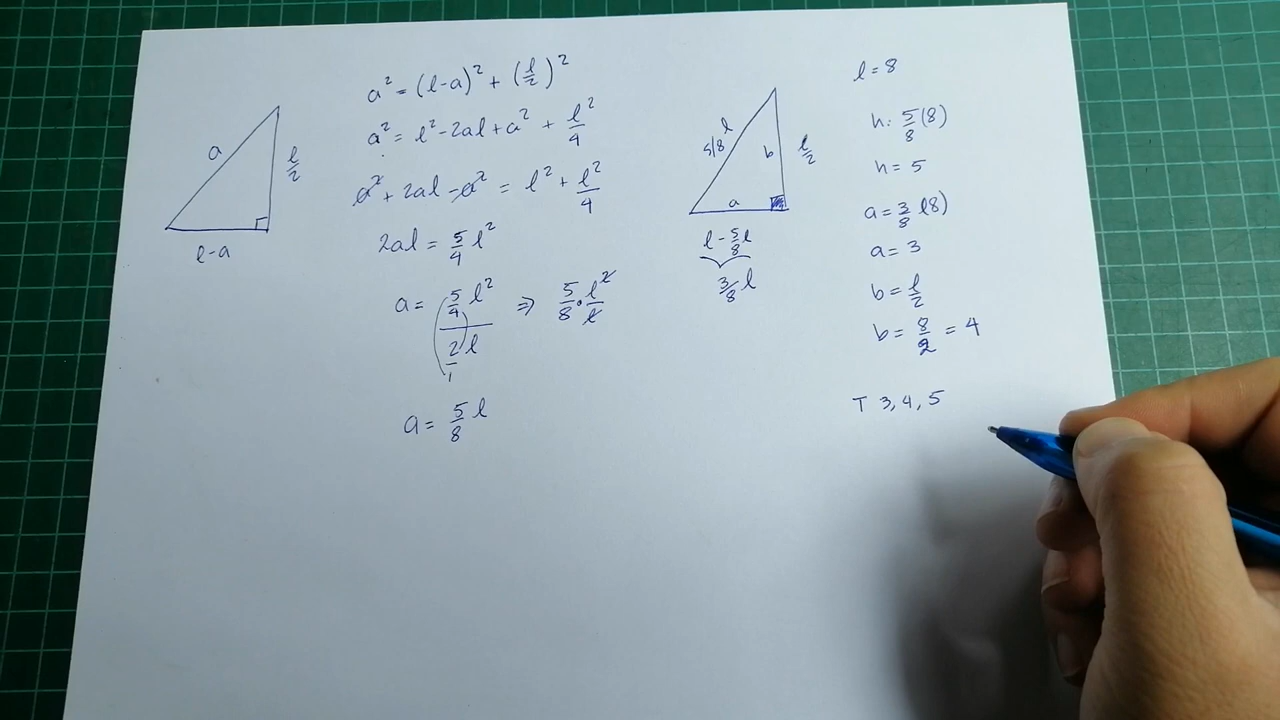 a
l/2
l-a
a² = (l-a)² + (l/2)²
a² = l² - 2al + a² + l²/4
a² + 2al - a² = l² + l²/4
2al = 5/4 l²
a = (5/4 l²)/(2/1 l) ⇒ 5/8 · l²/l
a = 5/8 l
5/8 l
b
l/2
a
l - 5/8 l
3/8 l
l = 8
h: 5/8 (8)
h = 5
a = 3/8 (8)
a = 3
b = l/2
b = 8/2 = 4
T 3, 4, 5